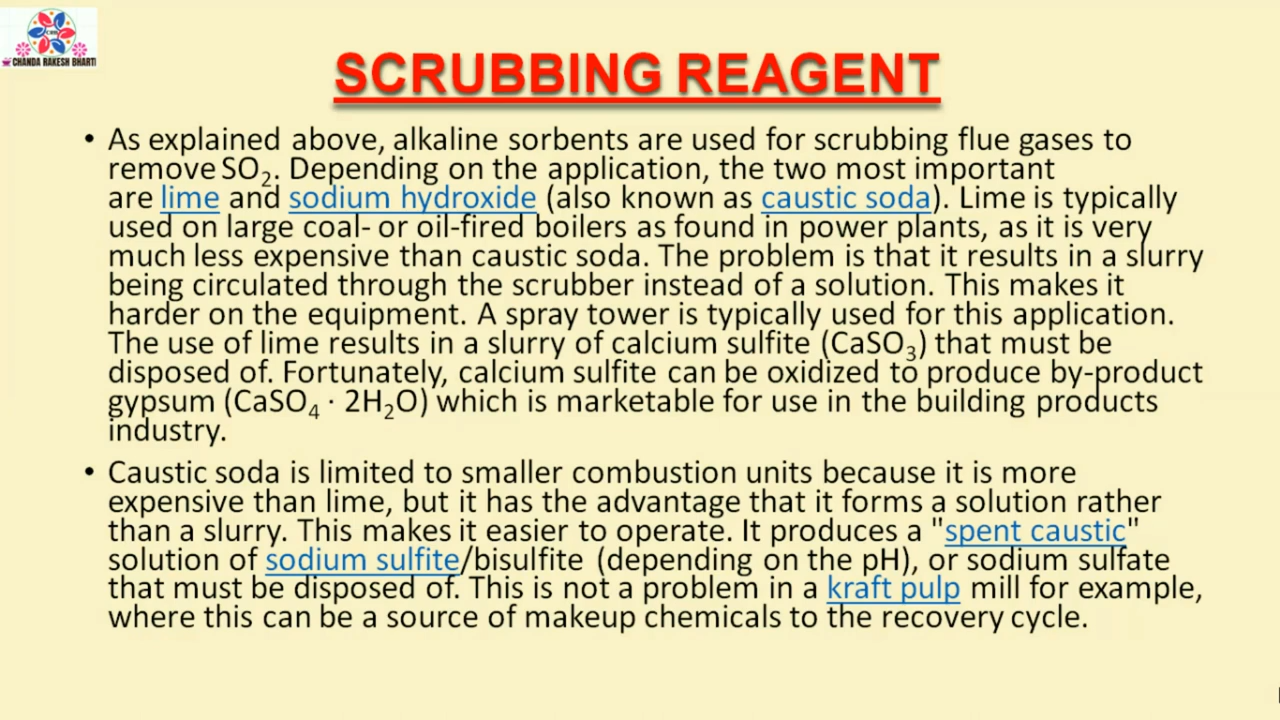 CHANDA RAKESH BHARTI
SCRUBBING REAGENT
• As explained above, alkaline sorbents are used for scrubbing flue gases to
remove SO₂. Depending on the application, the two most important
are lime and sodium hydroxide (also known as caustic soda). Lime is typically
used on large coal- or oil-fired boilers as found in power plants, as it is very
much less expensive than caustic soda. The problem is that it results in a slurry
being circulated through the scrubber instead of a solution. This makes it
harder on the equipment. A spray tower is typically used for this application.
The use of lime results in a slurry of calcium sulfite (CaSO₃) that must be
disposed of. Fortunately, calcium sulfite can be oxidized to produce by-product
gypsum (CaSO₄ · 2H₂O) which is marketable for use in the building products
industry.
• Caustic soda is limited to smaller combustion units because it is more
expensive than lime, but it has the advantage that it forms a solution rather
than a slurry. This makes it easier to operate. It produces a "spent caustic"
solution of sodium sulfite/bisulfite (depending on the pH), or sodium sulfate
that must be disposed of. This is not a problem in a kraft pulp mill for example,
where this can be a source of makeup chemicals to the recovery cycle.